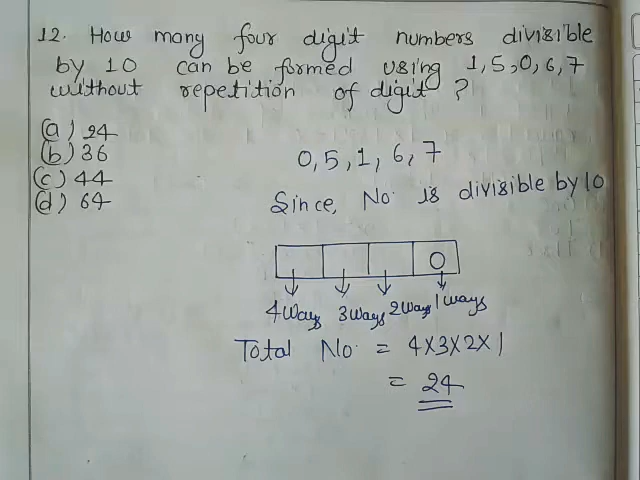 12. How many four digit numbers divisible
by 10 can be formed using 1,5,0,6,7
without repetition of digit ?
(a) 24
(b) 36
(c) 44
(d) 64
0,5,1,6,7
Since, No. is divisible by 10
0
4 Ways 3 Ways 2 Ways 1 Ways
Total No. = 4×3×2×1
= 24